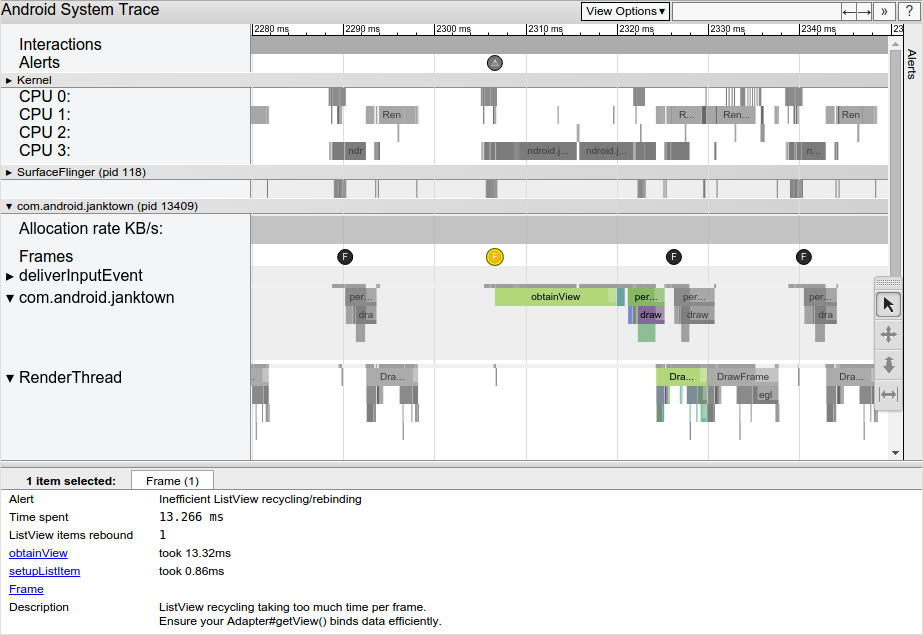 Android System Trace
View Options▾
←
→
»
?
2280 ms
2290 ms
2300 ms
2310 ms
2320 ms
2330 ms
2340 ms
23
Alerts
Interactions
Alerts
▸ Kernel
CPU 0:
CPU 1:
Ren
R...
Ren...
Ren
CPU 2:
CPU 3:
ndr
ndroid.j...
ndroid.j...
n...
▸ SurfaceFlinger (pid 118)
▾ com.android.janktown (pid 13409)
Allocation rate KB/s:
Frames
F
F
F
F
▸ deliverInputEvent
▾ com.android.janktown
per...
obtainView
per...
per...
per...
dra
draw
draw
dra
▾ RenderThread
.
Dra...
Dra...
DrawFrame
Dra...
egl
1 item selected:
Frame (1)
Alert Inefficient ListView recycling/rebinding
Time spent 13.266 ms
ListView items rebound 1
obtainView took 13.32ms
setupListItem took 0.86ms
Frame
Description ListView recycling taking too much time per frame.
Ensure your Adapter#getView() binds data efficiently.